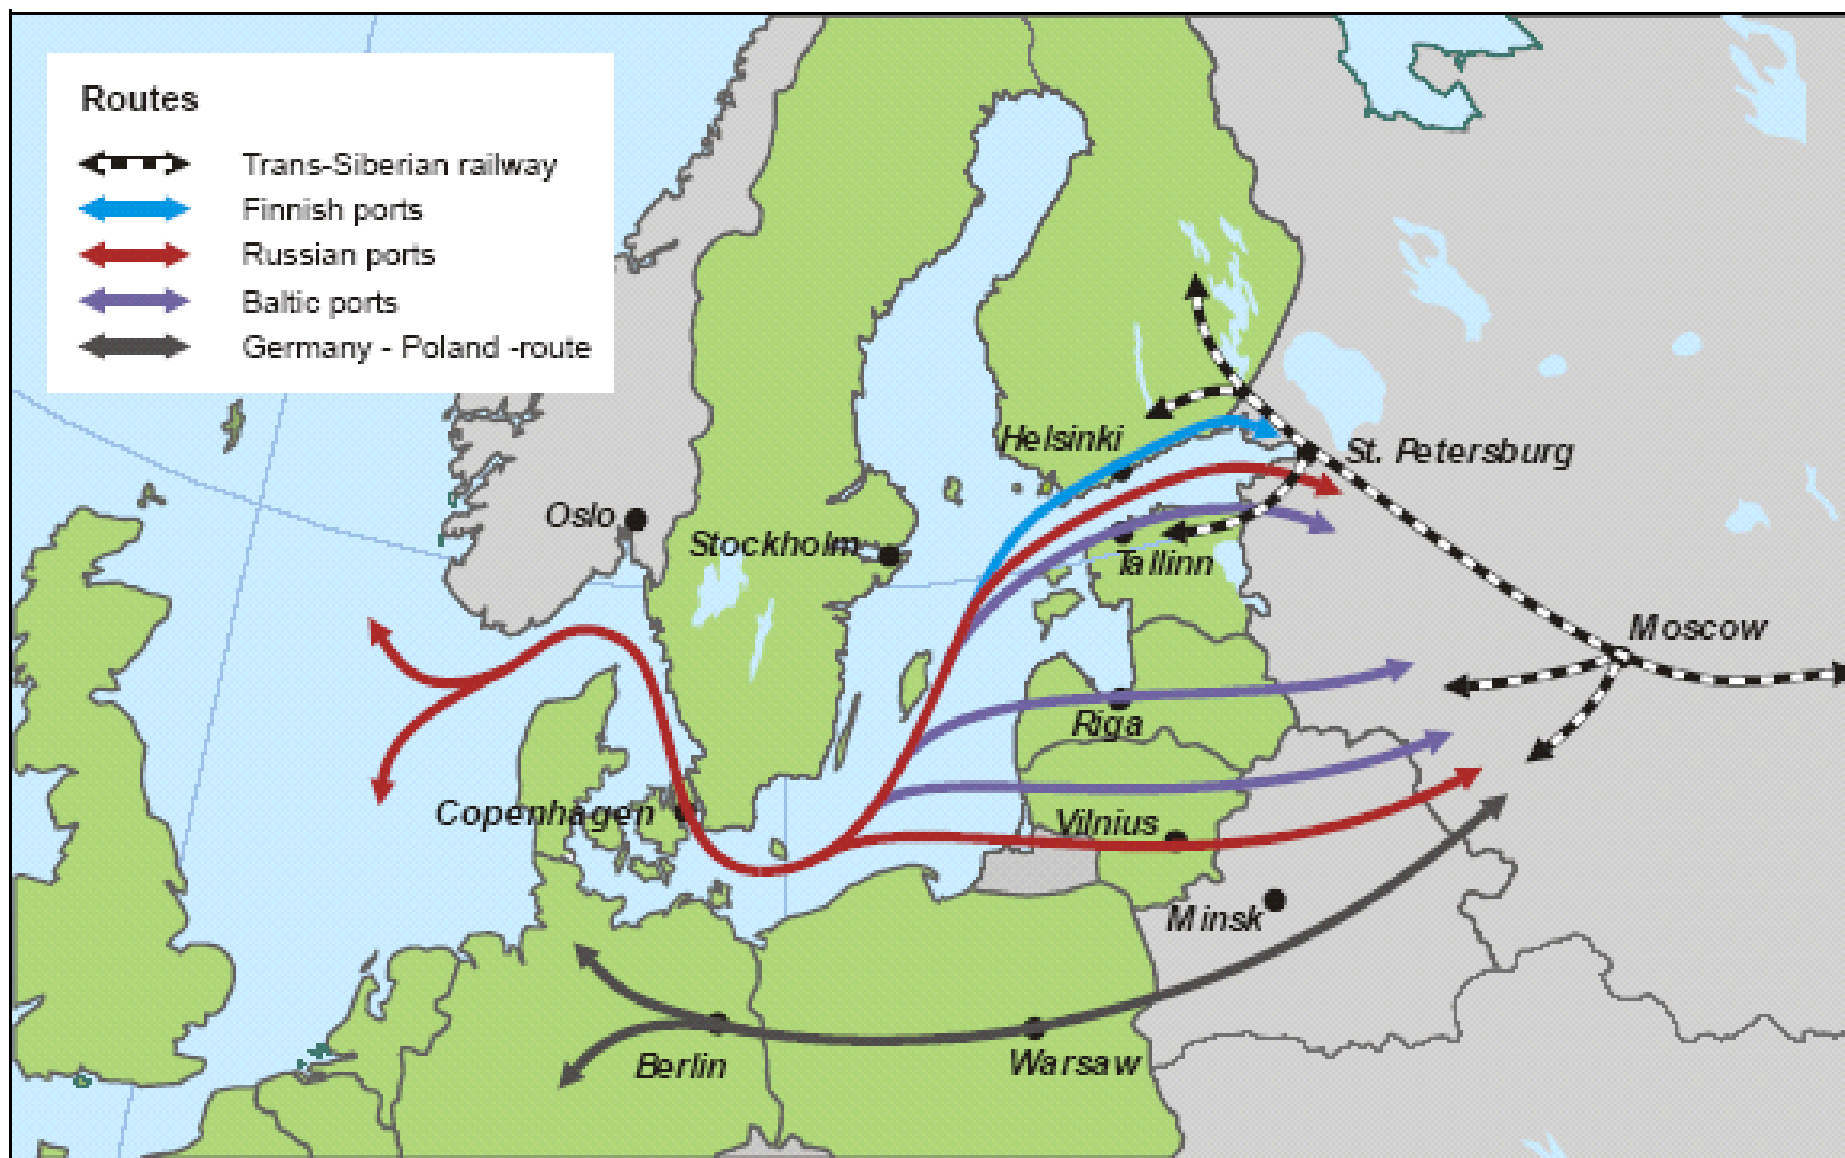 Routes
Trans-Siberian railway
Finnish ports
Russian ports
Baltic ports
Germany - Poland -route
Helsinki
St. Petersburg
Oslo
Stockholm
Tallinn
Moscow
Riga
Copenhagen
Vilnius
Minsk
Berlin
Warsaw